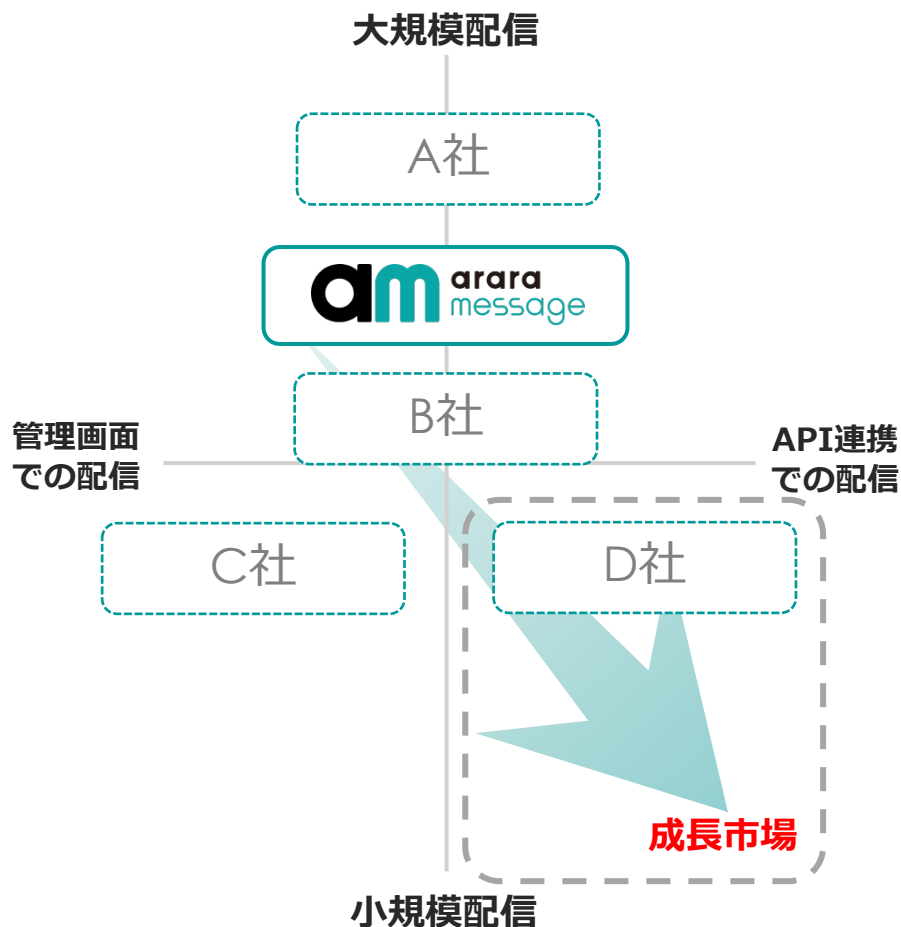 大規模配信
A社
am arara
message
B社
管理画面
での配信
API連携
での配信
C社
D社
成長市場
小規模配信